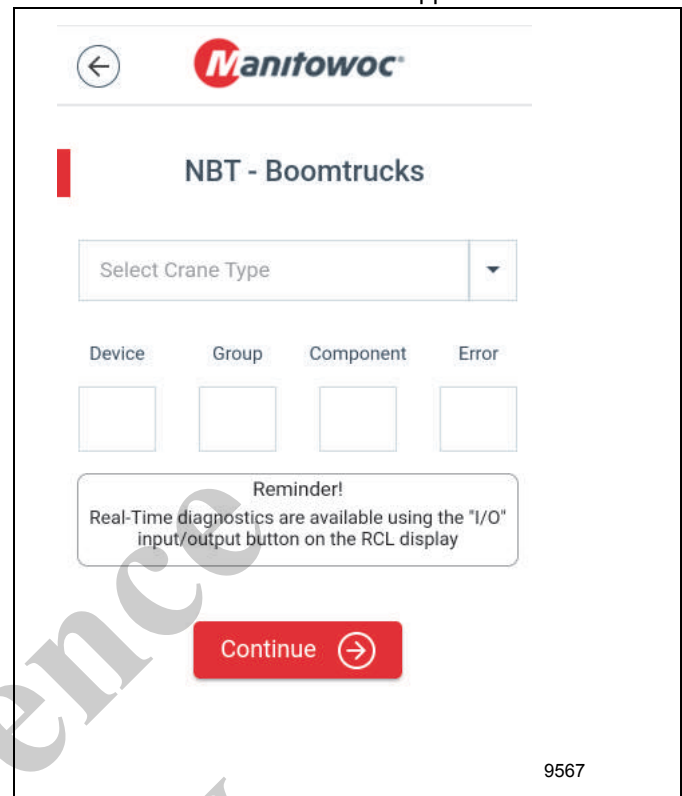 Manitowoc
NBT - Boomtrucks
Select Crane Type
Device Group Component Error
Reminder!
Real-Time diagnostics are available using the "I/O"
input/output button on the RCL display
Continue
9567
ence